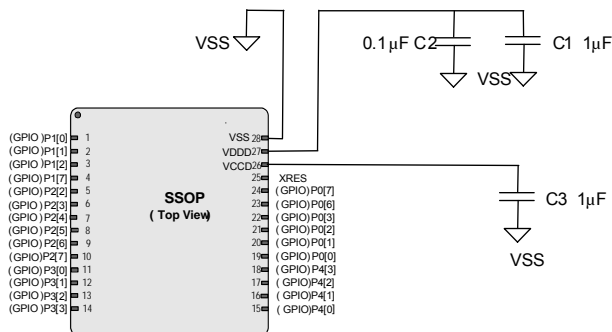 VSS
0.1μF C2
C1 1μF
VSS
(GPIO)P1[0] 1
(GPIO)P1[1] 2
(GPIO)P1[2] 3
(GPIO)P1[7] 4
(GPIO)P2[2] 5
(GPIO)P2[3] 6
(GPIO)P2[4] 7
(GPIO)P2[5] 8
(GPIO)P2[6] 9
(GPIO)P2[7] 10
(GPIO)P3[0] 11
(GPIO)P3[1] 12
(GPIO)P3[2] 13
(GPIO)P3[3] 14
SSOP
(Top View)
VSS 28
VDDD 27
VCCD 26
25 XRES
24 (GPIO)P0[7]
23 (GPIO)P0[6]
22 (GPIO)P0[3]
21 (GPIO)P0[2]
20 (GPIO)P0[1]
19 (GPIO)P0[0]
18 (GPIO)P4[3]
17 (GPIO)P4[2]
16 (GPIO)P4[1]
15 (GPIO)P4[0]
C3 1μF
VSS